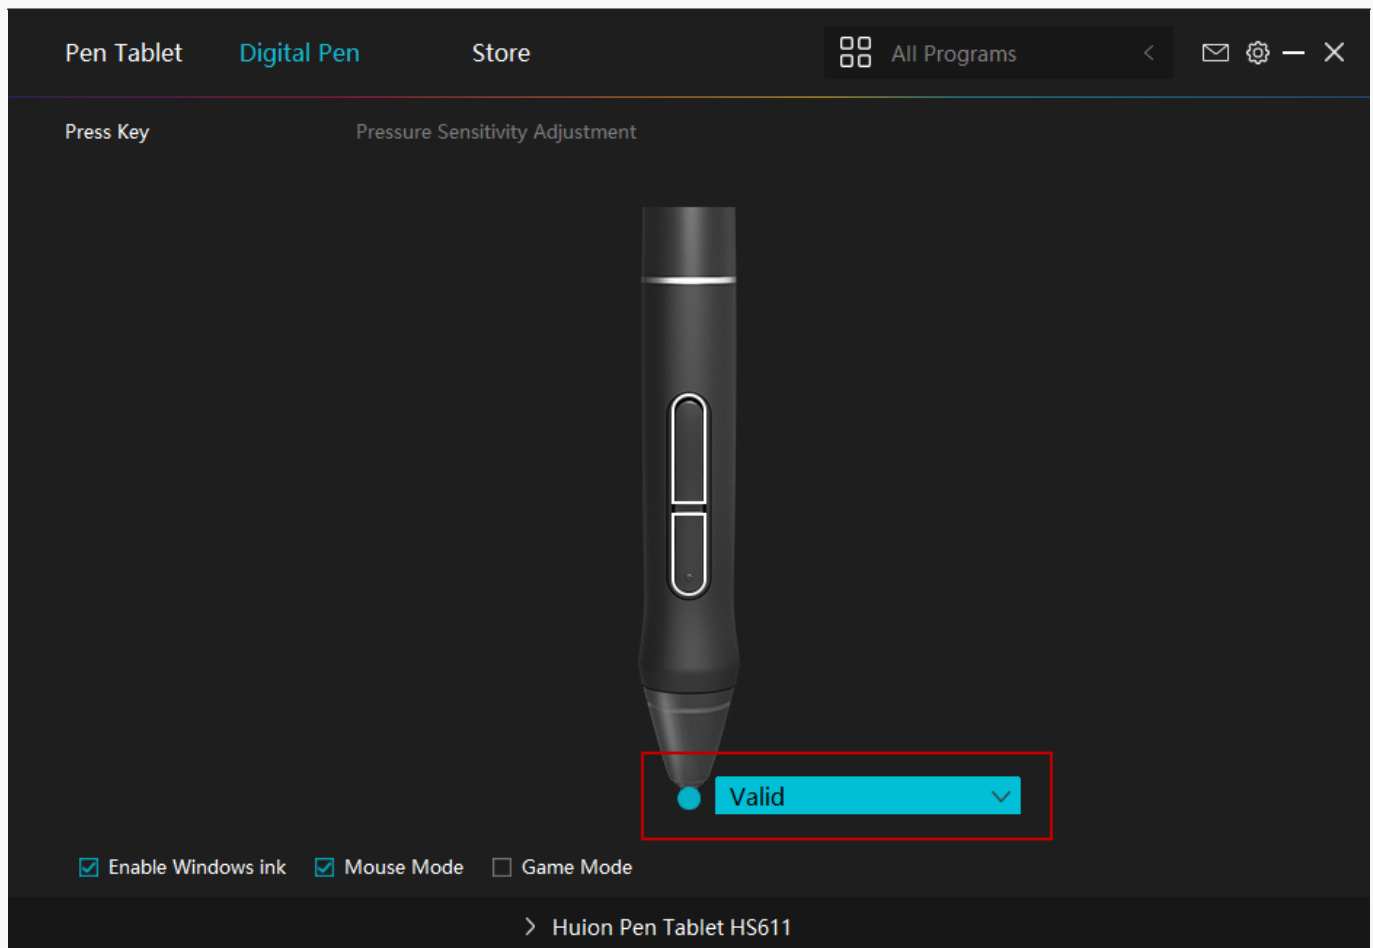 Pen Tablet Digital Pen Store All Programs
Press Key Pressure Sensitivity Adjustment
Valid
Enable Windows ink Mouse Mode Game Mode
Huion Pen Tablet HS611